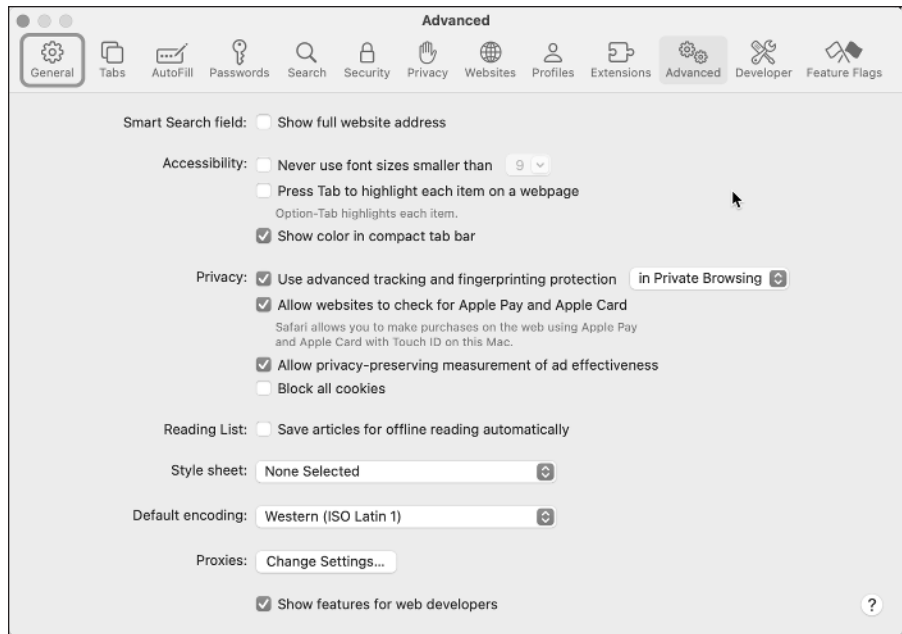 Advanced
General Tabs AutoFill Passwords Search Security Privacy Websites Profiles Extensions Advanced Developer Feature Flags
Smart Search field: Show full website address
Accessibility: Never use font sizes smaller than 9
Press Tab to highlight each item on a webpage
Option-Tab highlights each item.
Show color in compact tab bar
Privacy: Use advanced tracking and fingerprinting protection in Private Browsing
Allow websites to check for Apple Pay and Apple Card
Safari allows you to make purchases on the web using Apple Pay
and Apple Card with Touch ID on this Mac.
Allow privacy-preserving measurement of ad effectiveness
Block all cookies
Reading List: Save articles for offline reading automatically
Style sheet: None Selected
Default encoding: Western (ISO Latin 1)
Proxies: Change Settings...
Show features for web developers
?